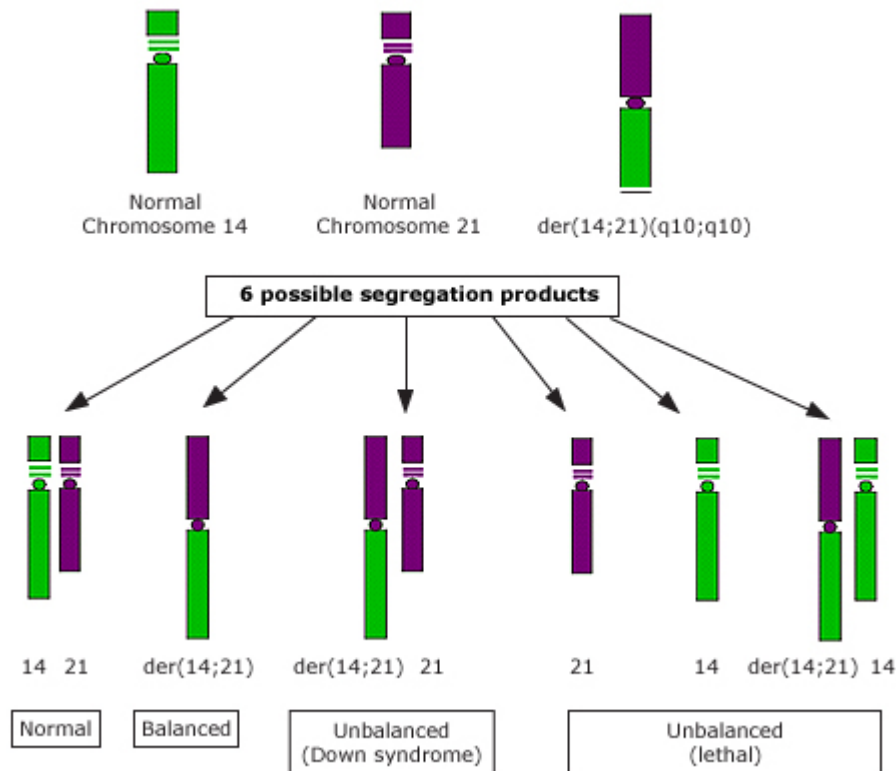 Normal
Chromosome 14
Normal
Chromosome 21
der(14;21)(q10;q10)
6 possible segregation products
14 21
der(14;21)
der(14;21) 21
21
14
der(14;21) 14
Normal
Balanced
Unbalanced
(Down syndrome)
Unbalanced
(lethal)